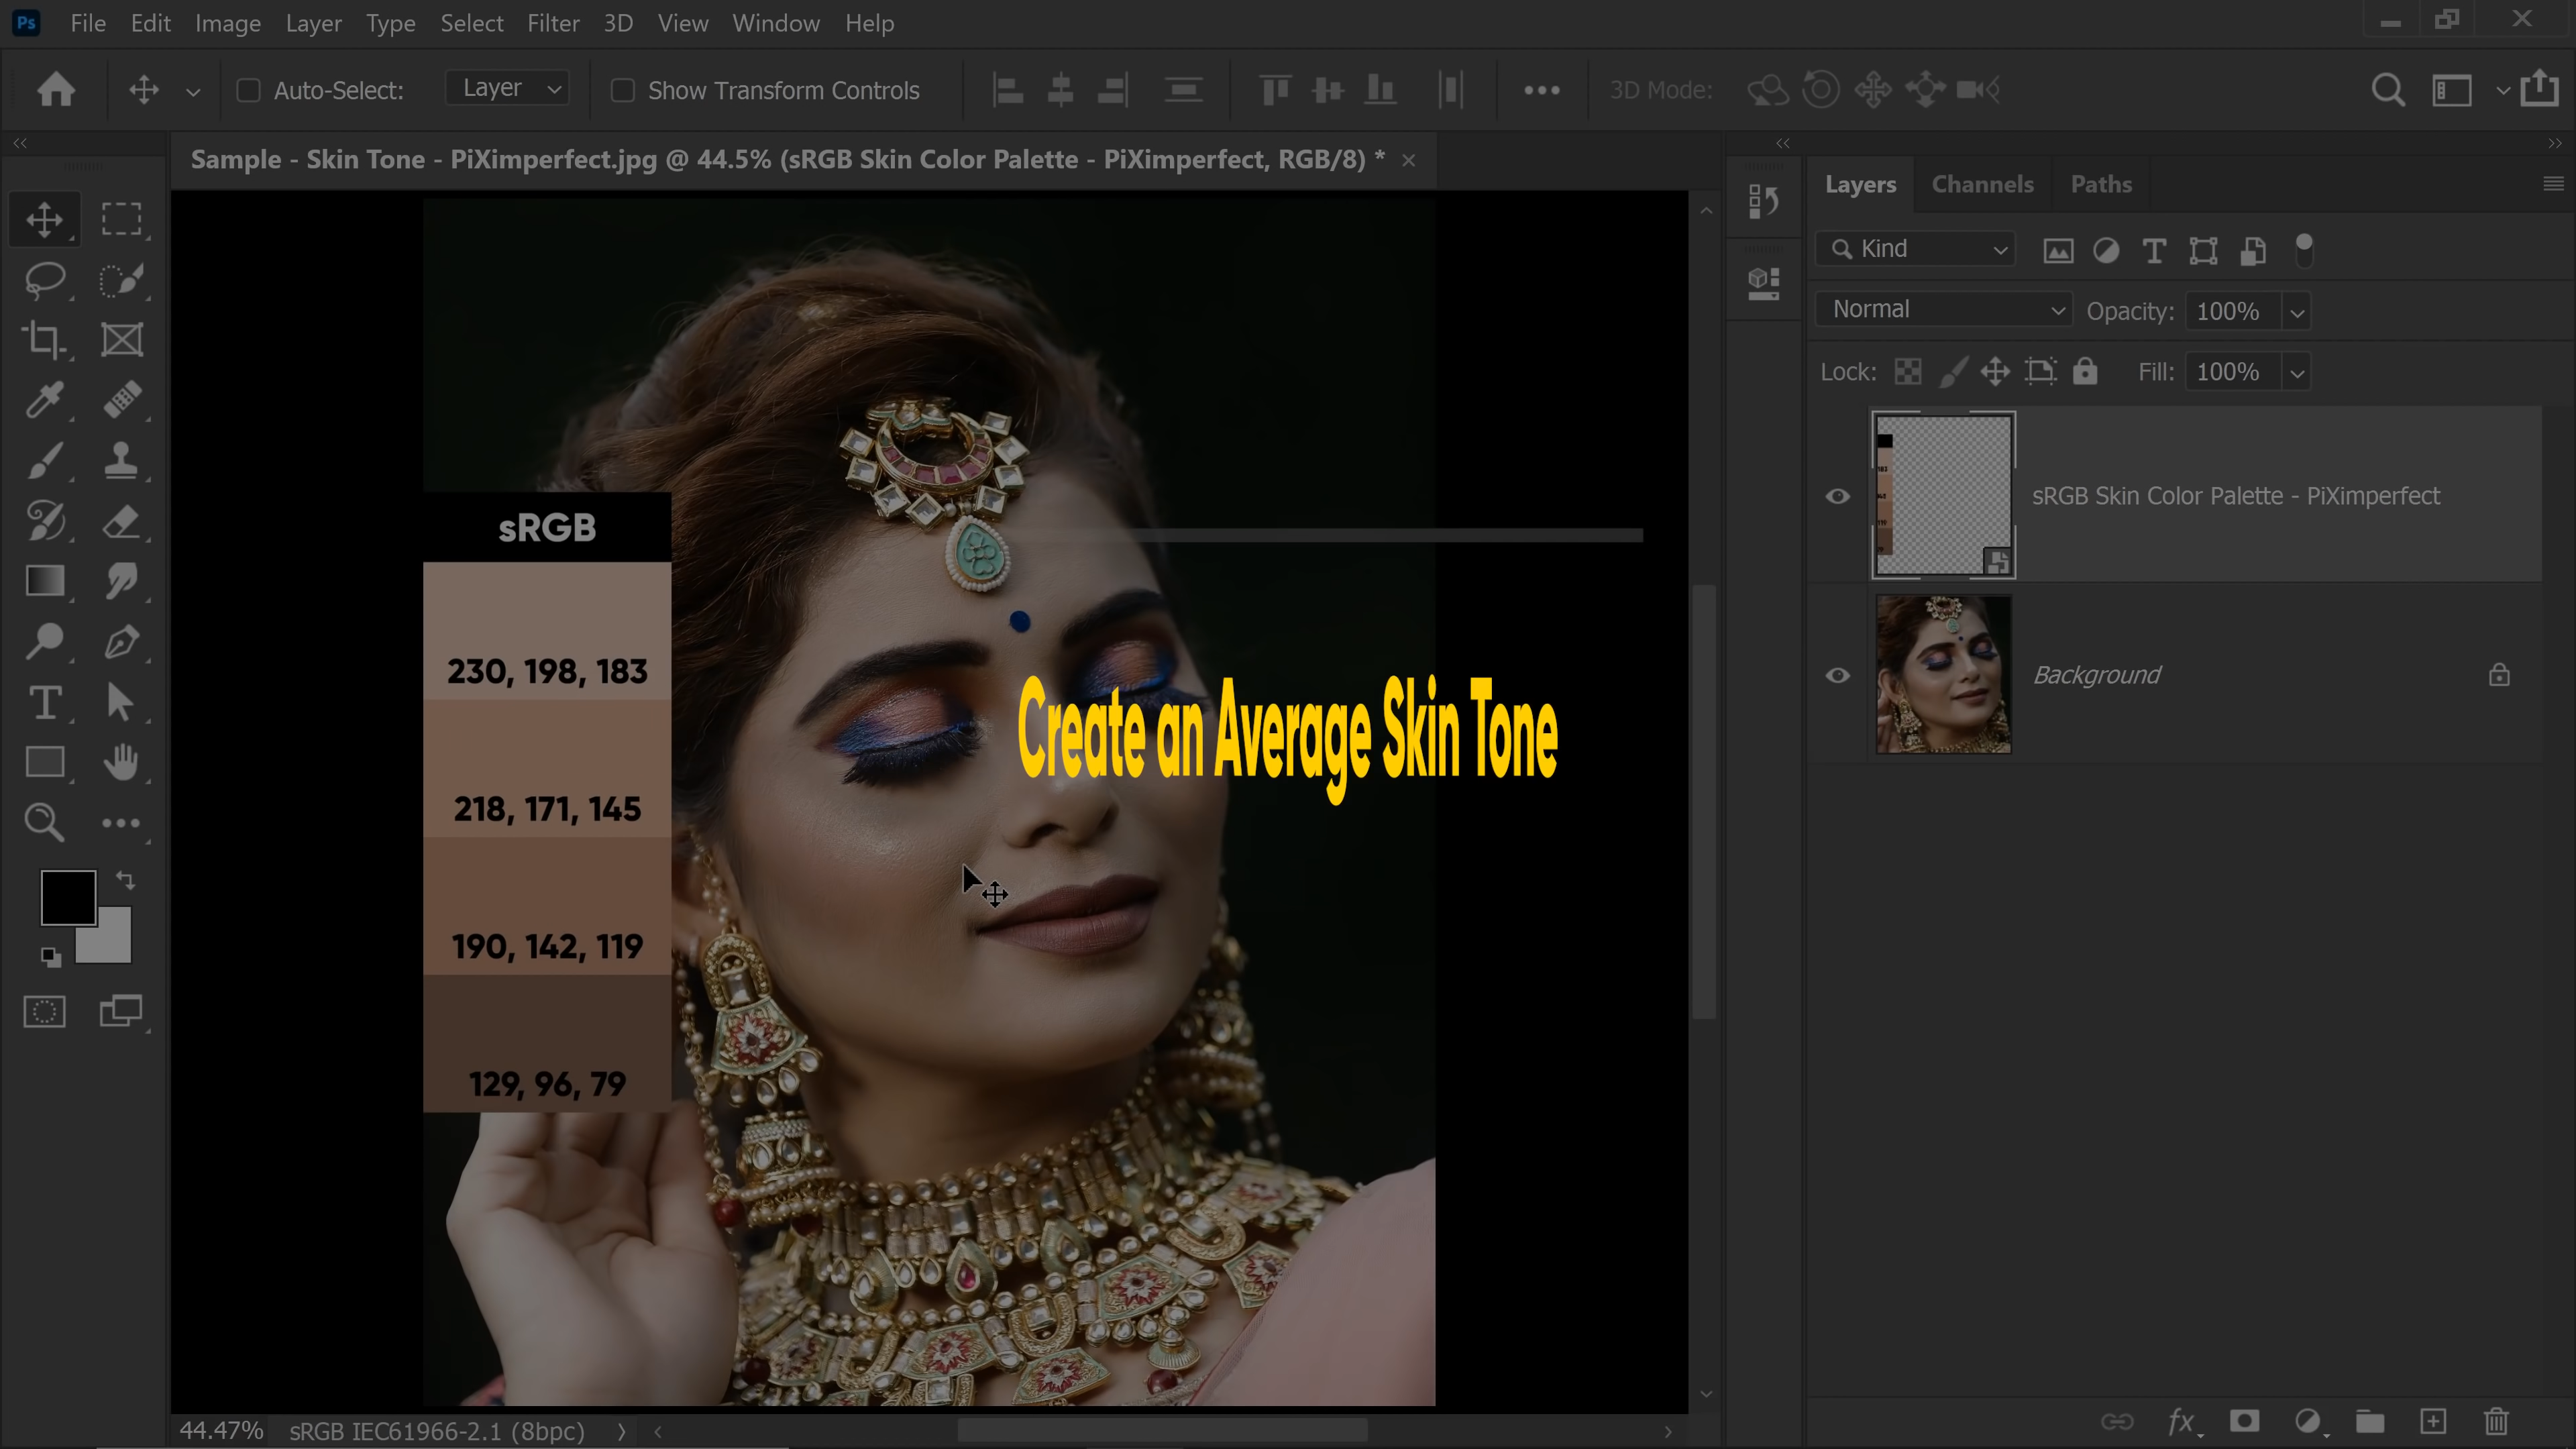 Ps File Edit Image Layer Type Select Filter 3D View Window Help
Auto-Select: Layer Show Transform Controls 3D Mode:
Sample - Skin Tone - PiXimperfect.jpg @ 44.5% (sRGB Skin Color Palette - PiXimperfect, RGB/8) *
Layers Channels Paths
Kind
Normal Opacity: 100%
Lock: Fill: 100%
sRGB Skin Color Palette - PiXimperfect
Background
sRGB
230, 198, 183
218, 171, 145
190, 142, 119
129, 96, 79
Create an Average Skin Tone
44.47% sRGB IEC61966-2.1 (8bpc)
fx